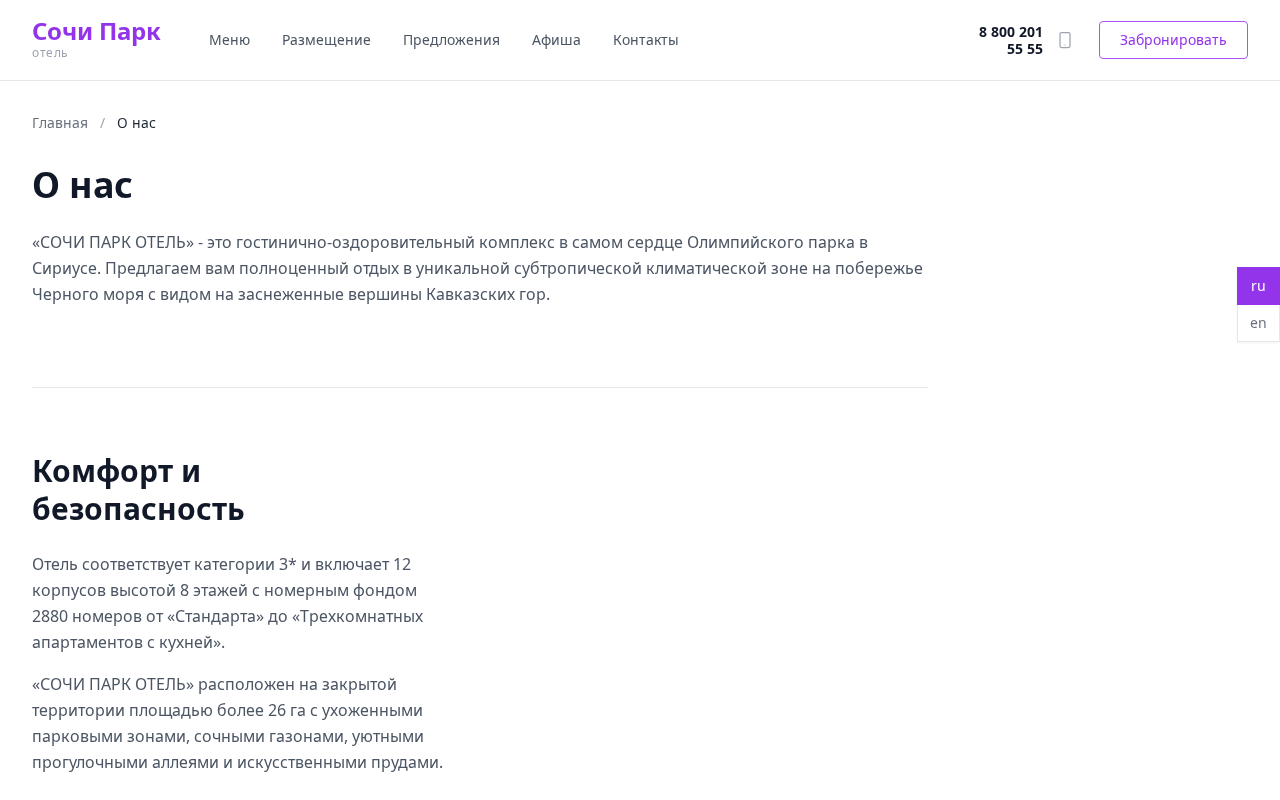 Сочи Парк
отель
Меню
Размещение
Предложения
Афиша
Контакты
8 800 201
55 55
Забронировать
Главная / О нас
О нас
«СОЧИ ПАРК ОТЕЛЬ» - это гостинично-оздоровительный комплекс в самом сердце Олимпийского парка в
Сириусе. Предлагаем вам полноценный отдых в уникальной субтропической климатической зоне на побережье
Черного моря с видом на заснеженные вершины Кавказских гор.
ru
en
Комфорт и
безопасность
Отель соответствует категории 3* и включает 12
корпусов высотой 8 этажей с номерным фондом
2880 номеров от «Стандарта» до «Трехкомнатных
апартаментов с кухней».
«СОЧИ ПАРК ОТЕЛЬ» расположен на закрытой
территории площадью более 26 га с ухоженными
парковыми зонами, сочными газонами, уютными
прогулочными аллеями и искусственными прудами.